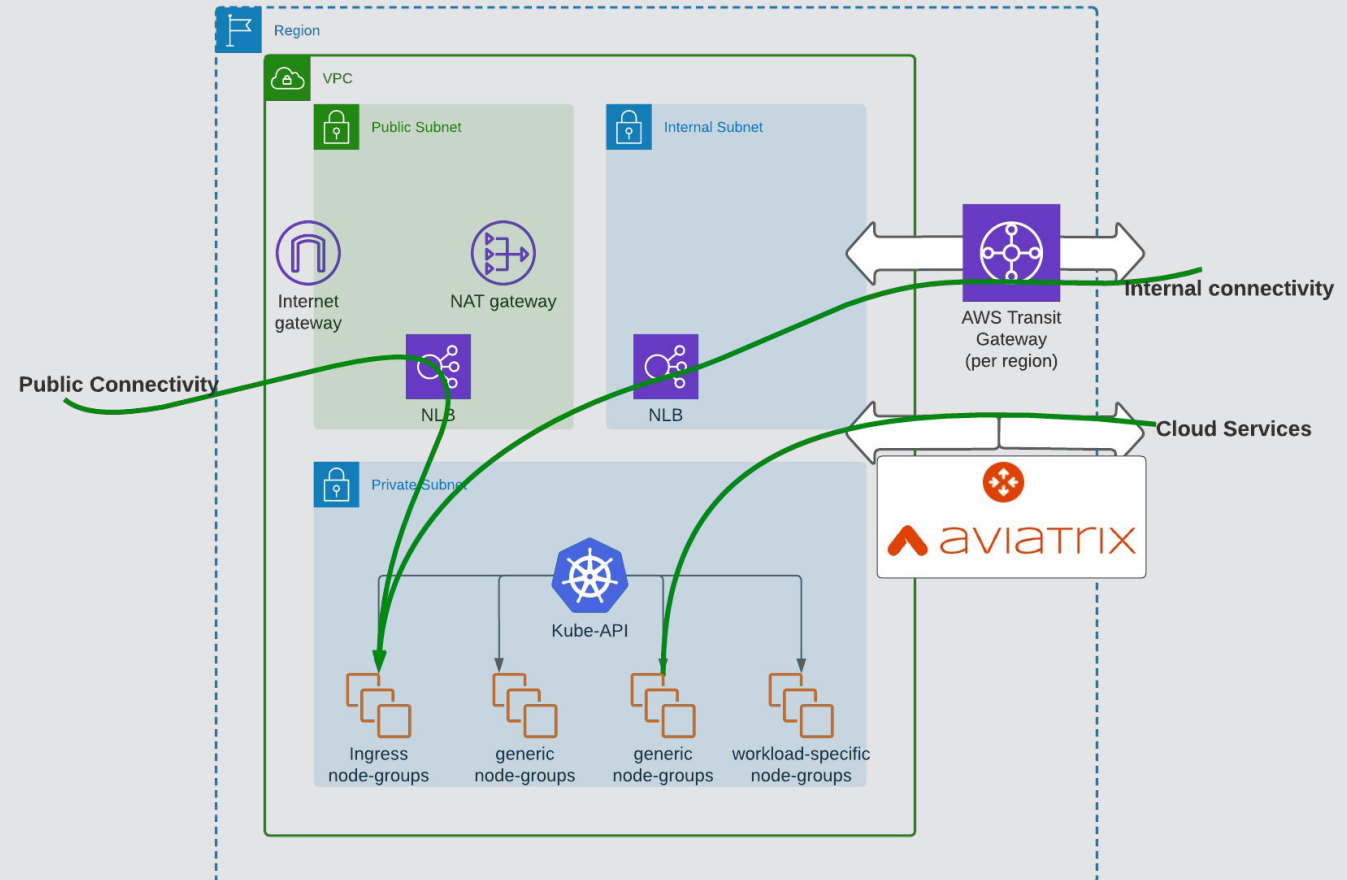 Region
VPC
Public Subnet
Internal Subnet
Internet
gateway
NAT gateway
NLB
NLB
AWS Transit
Gateway
(per region)
Internal connectivity
Public Connectivity
Cloud Services
aviatrix
Private Subnet
Kube-API
Ingress
node-groups
generic
node-groups
generic
node-groups
workload-specific
node-groups